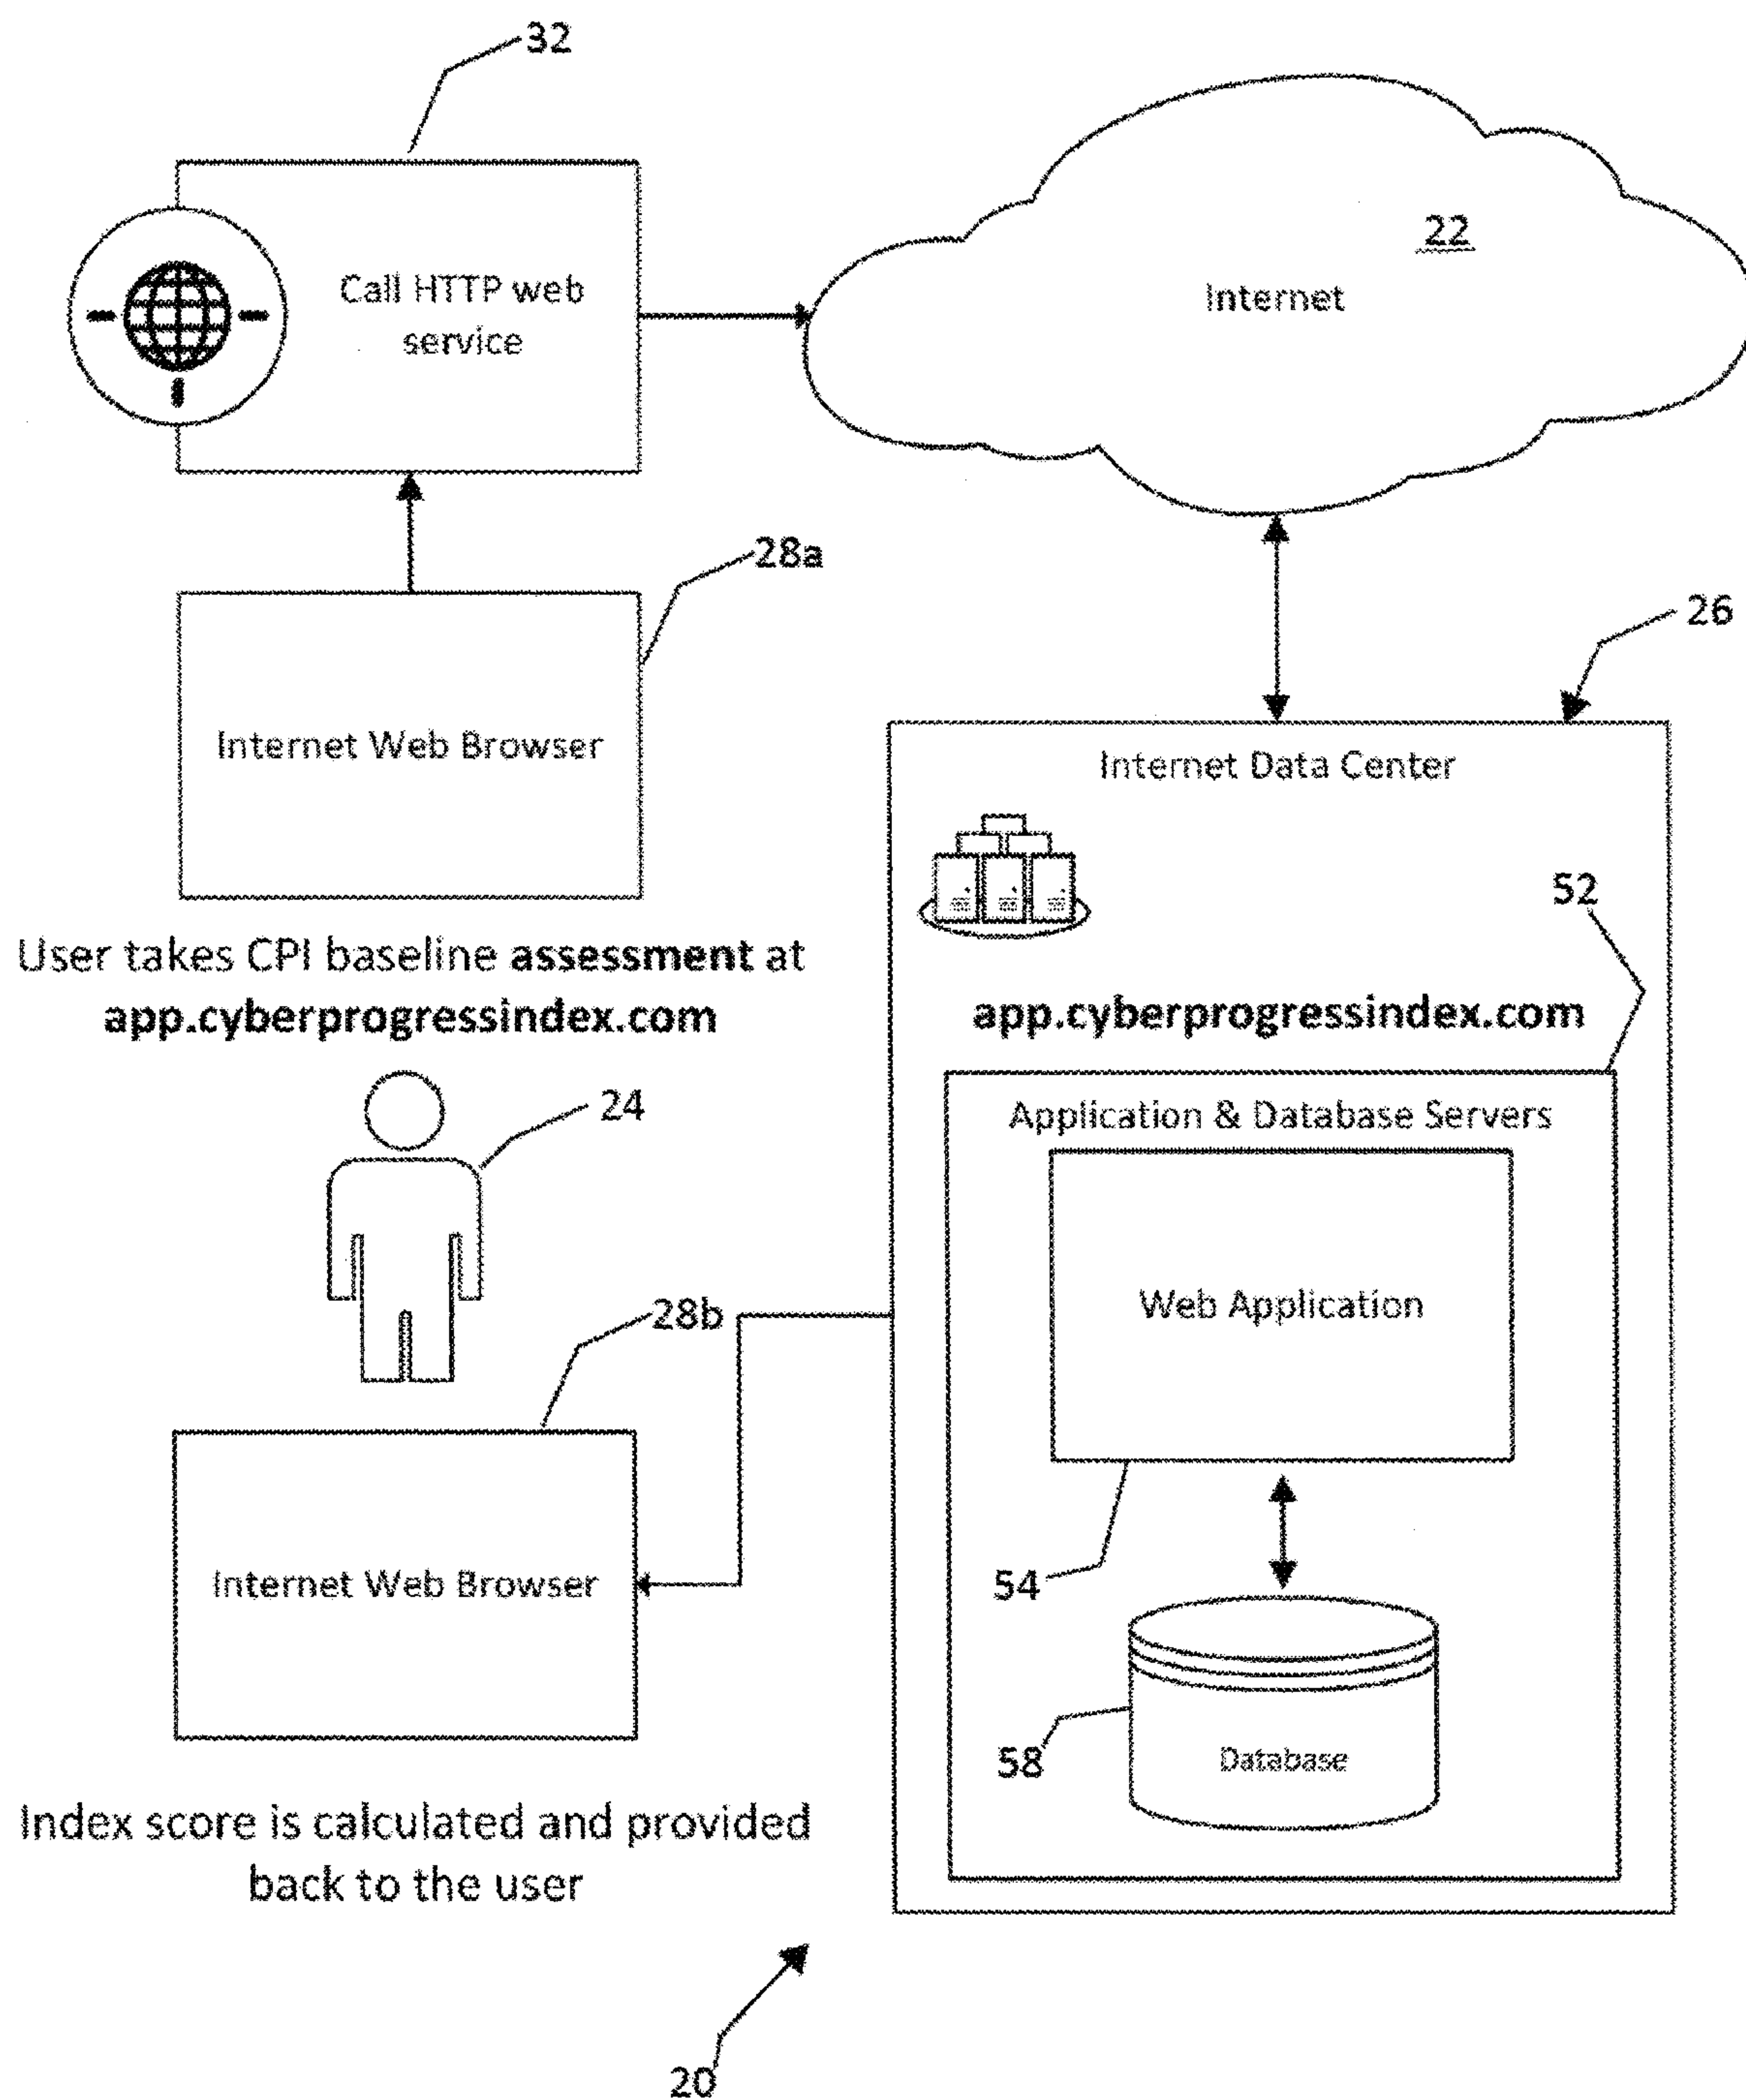 32
22
Internet
Call HTTP web
service
28a
26
Internet Web Browser
Internet Data Center
52
User takes CPI baseline assessment at
app.cyberprogressindex.com
app.cyberprogressindex.com
24
Application & Database Servers
28b
Web Application
Internet Web Browser
54
58
Database
Index score is calculated and provided
back to the user
20